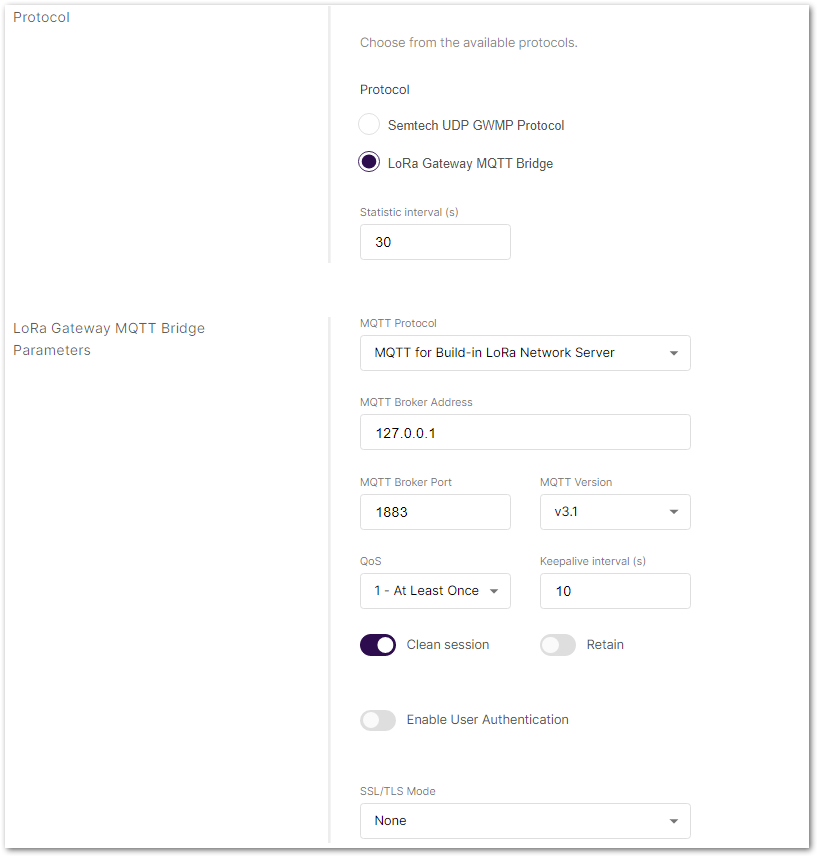 Protocol
Choose from the available protocols.
Protocol
Semtech UDP GWMP Protocol
LoRa Gateway MQTT Bridge
Statistic interval (s)
30
LoRa Gateway MQTT Bridge
Parameters
MQTT Protocol
MQTT for Build-in LoRa Network Server
MQTT Broker Address
127.0.0.1
MQTT Broker Port
MQTT Version
1883
v3.1
QoS
Keepalive interval (s)
1 - At Least Once
10
Clean session
Retain
Enable User Authentication
SSL/TLS Mode
None